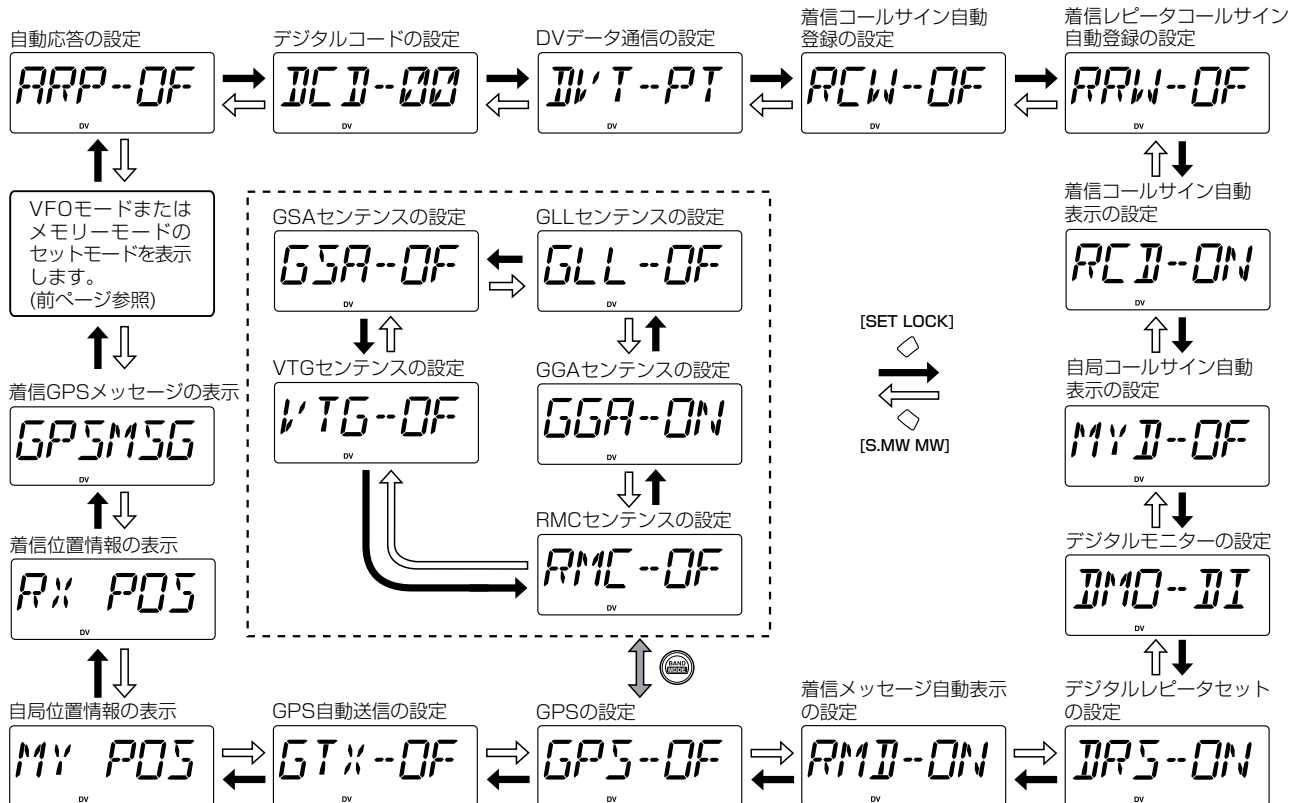 自動応答の設定
ARP-OF
DV
デジタルコードの設定
DCD-00
DV
DVデータ通信の設定
DVT-PT
DV
着信コールサイン自動
登録の設定
RCW-OF
DV
着信レピータコールサイン
自動登録の設定
RRW-OF
DV
VFOモードまたは
メモリーモードの
セットモードを表示
します。
(前ページ参照)
GSAセンテンスの設定
GSA-OF
DV
GLLセンテンスの設定
GLL-OF
DV
着信コールサイン自動
表示の設定
RCD-ON
DV
[SET LOCK]
[S.MW MW]
VTGセンテンスの設定
VTG-OF
DV
GGAセンテンスの設定
GGA-ON
DV
自局コールサイン自動
表示の設定
MYD-OF
DV
着信GPSメッセージの表示
GPSMSG
DV
RMCセンテンスの設定
RMC-OF
DV
着信位置情報の表示
RX POS
DV
デジタルモニターの設定
DMO-DI
DV
BAND
MODE
自局位置情報の表示
MY POS
DV
GPS自動送信の設定
GTX-OF
DV
GPSの設定
GPS-OF
DV
着信メッセージ自動表示
の設定
RMD-ON
DV
デジタルレピータセット
の設定
DRS-ON
DV